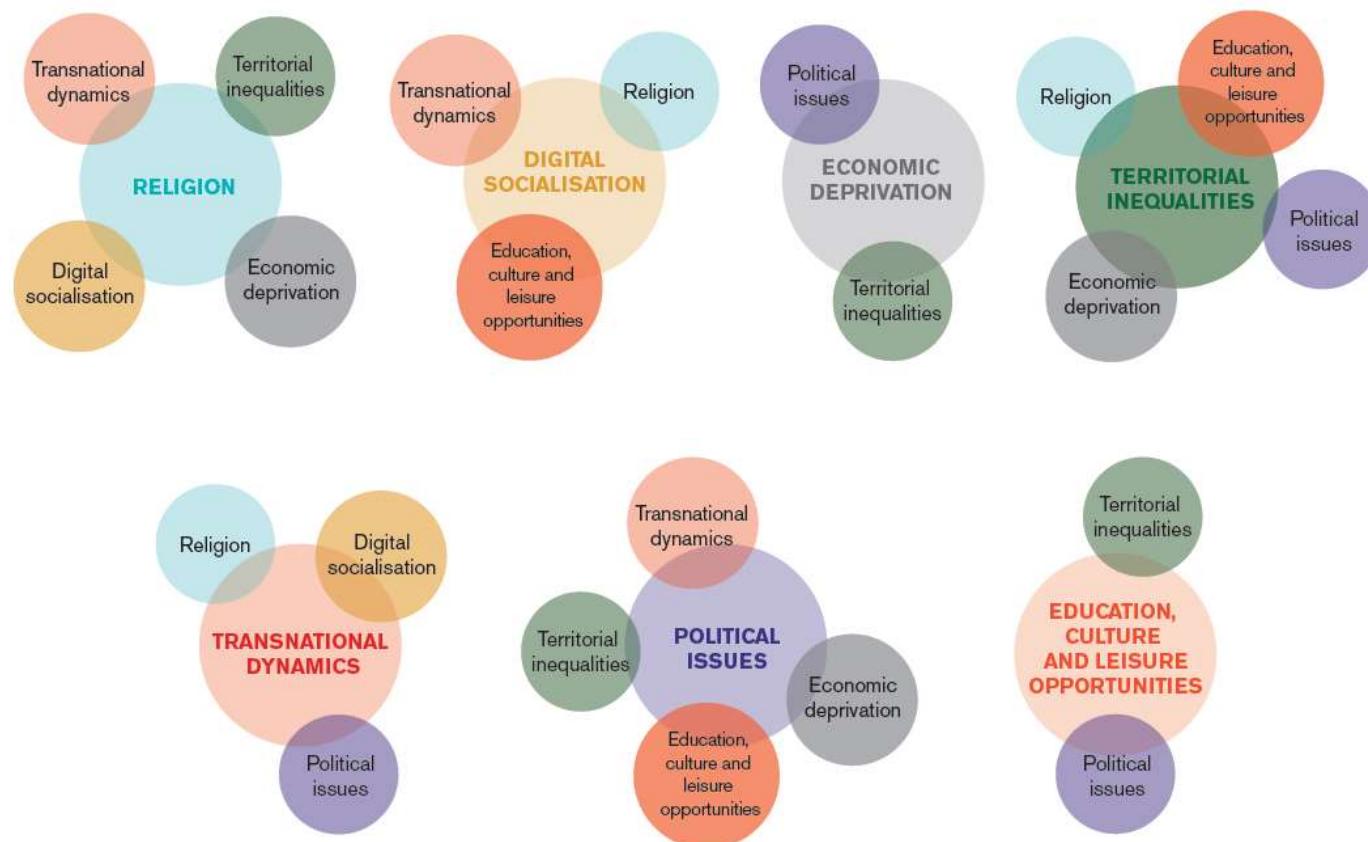 Transnational
dynamics
Territorial
inequalities
RELIGION
Digital
socialisation
Economic
deprivation
Transnational
dynamics
Religion
DIGITAL
SOCIALISATION
Education,
culture and
leisure
opportunities
Political
issues
ECONOMIC
DEPRIVATION
Territorial
inequalities
Religion
Education,
culture and
leisure
opportunities
TERRITORIAL
INEQUALITIES
Political
issues
Economic
deprivation
Religion
Digital
socialisation
TRANSNATIONAL
DYNAMICS
Political
issues
Transnational
dynamics
Territorial
inequalities
POLITICAL
ISSUES
Economic
deprivation
Education,
culture and
leisure
opportunities
Territorial
inequalities
EDUCATION,
CULTURE
AND LEISURE
OPPORTUNITIES
Political
issues